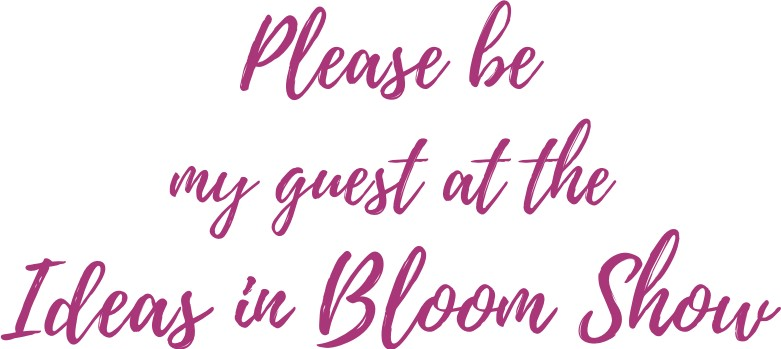 Please be
my guest at the
Ideas in Bloom Show